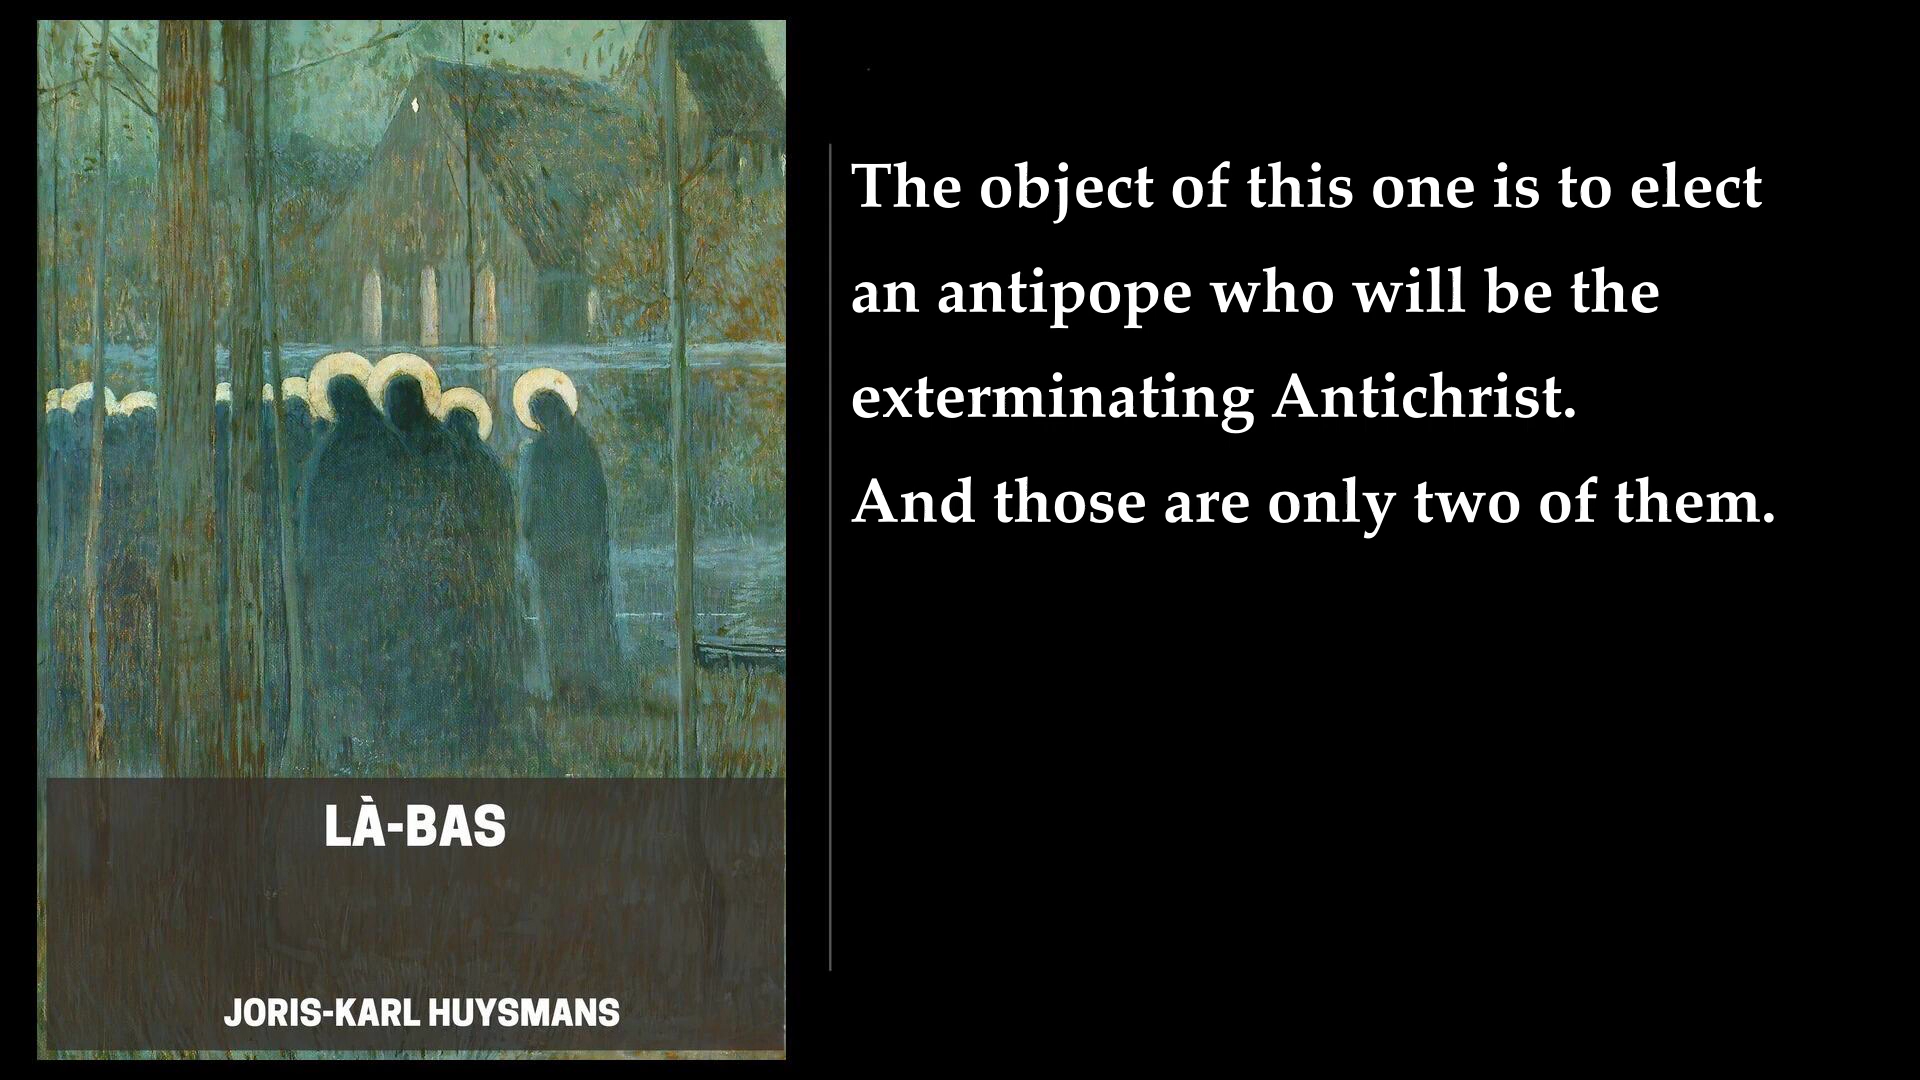 LÀ-BAS
JORIS-KARL HUYSMANS
The object of this one is to elect
an antipope who will be the
exterminating Antichrist.
And those are only two of them.